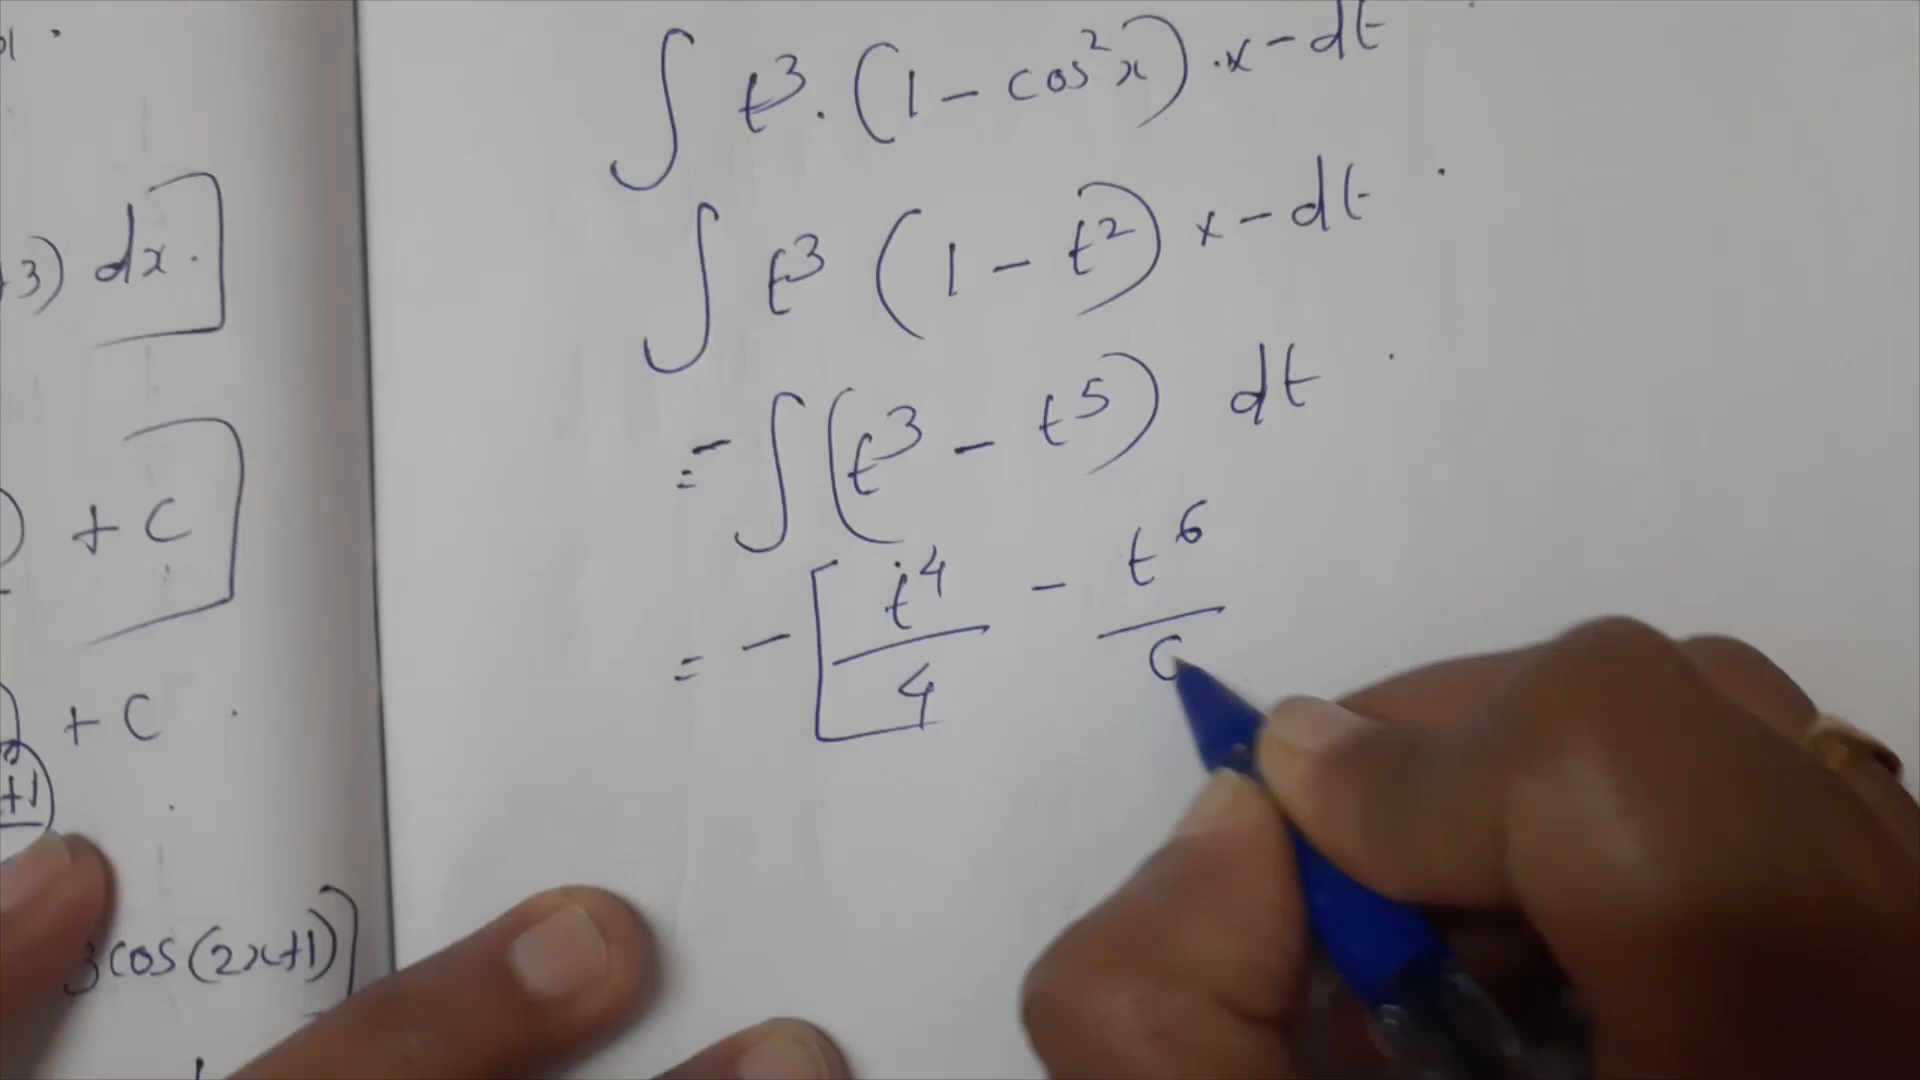 ∫ t³. (1 - cos²x) . x - dt
∫ t³ (1 - t²) x - dt
= - ∫ (t³ - t⁵) dt
= - [ t⁴/4 - t⁶/
3) dx.
) + C
+ C
+1
3cos(2x+1)